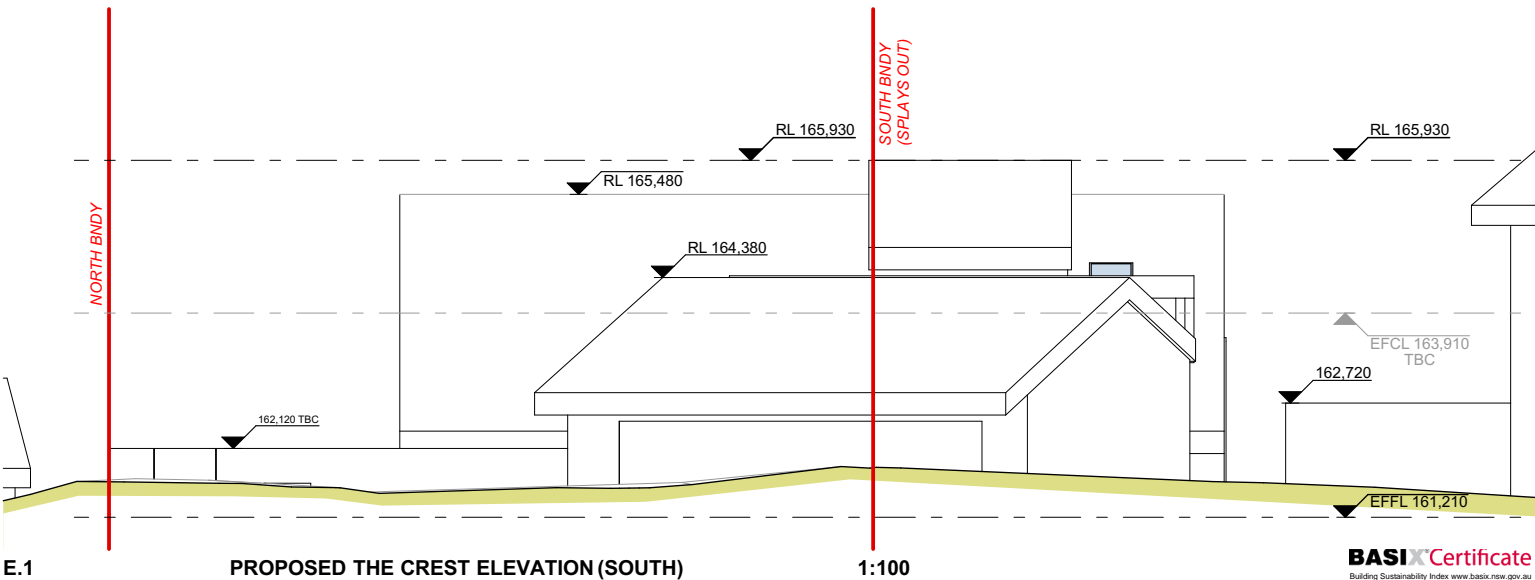 SOUTH BNDY
(SPLAYS OUT)
RL 165,930
RL 165,930
RL 165,480
NORTH BNDY
RL 164,380
EFCL 163,910
TBC
162,720
162,120 TBC
EFFL 161,210
E.1
PROPOSED THE CREST ELEVATION (SOUTH)
1:100
BASIX Certificate
Building Sustainability Index www.basix.nsw.gov.au